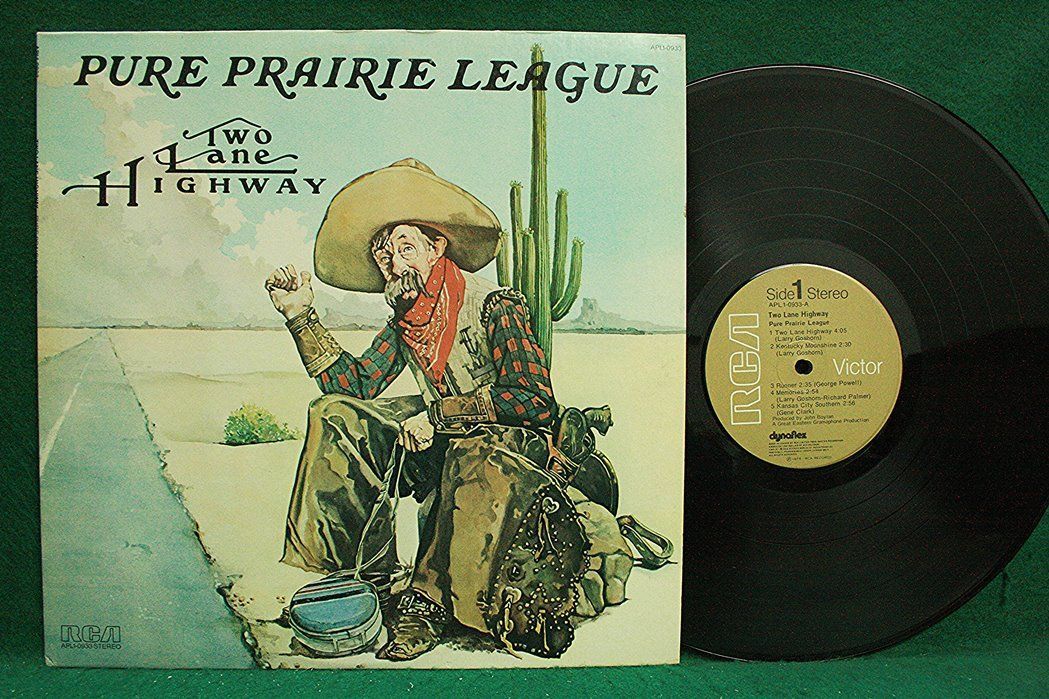 APL1-0933
PURE PRAIRIE LEAGUE
Two
Lane
HIGHWAY
RCA
APL1-0933 STEREO
Side 1 Stereo
APL1-0933-A
Two Lane Highway
Pure Prairie League
1 Two Lane Highway 4:05
(Larry Goshorn)
2 Kentucky Moonshine 2:30
(Larry Goshorn)
RCA
Victor
3 Runner 2:35 (George Powell)
4 Memories 2:54
(Larry Goshorn-Richard Palmer)
5 Kansas City Southern 2:56
(Gene Clark)
Produced by John Boylan
A Great Eastern Gramophone Production
dynaflex